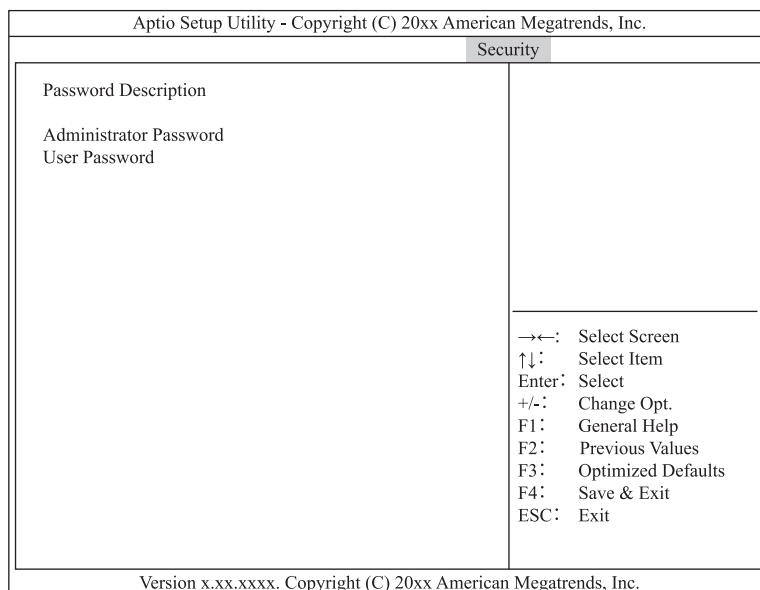 Aptio Setup Utility - Copyright (C) 20xx American Megatrends, Inc.
Security
Password Description
Administrator Password
User Password
→←: Select Screen
↑↓: Select Item
Enter: Select
+/-: Change Opt.
F1: General Help
F2: Previous Values
F3: Optimized Defaults
F4: Save & Exit
ESC: Exit
Version x.xx.xxxx. Copyright (C) 20xx American Megatrends, Inc.